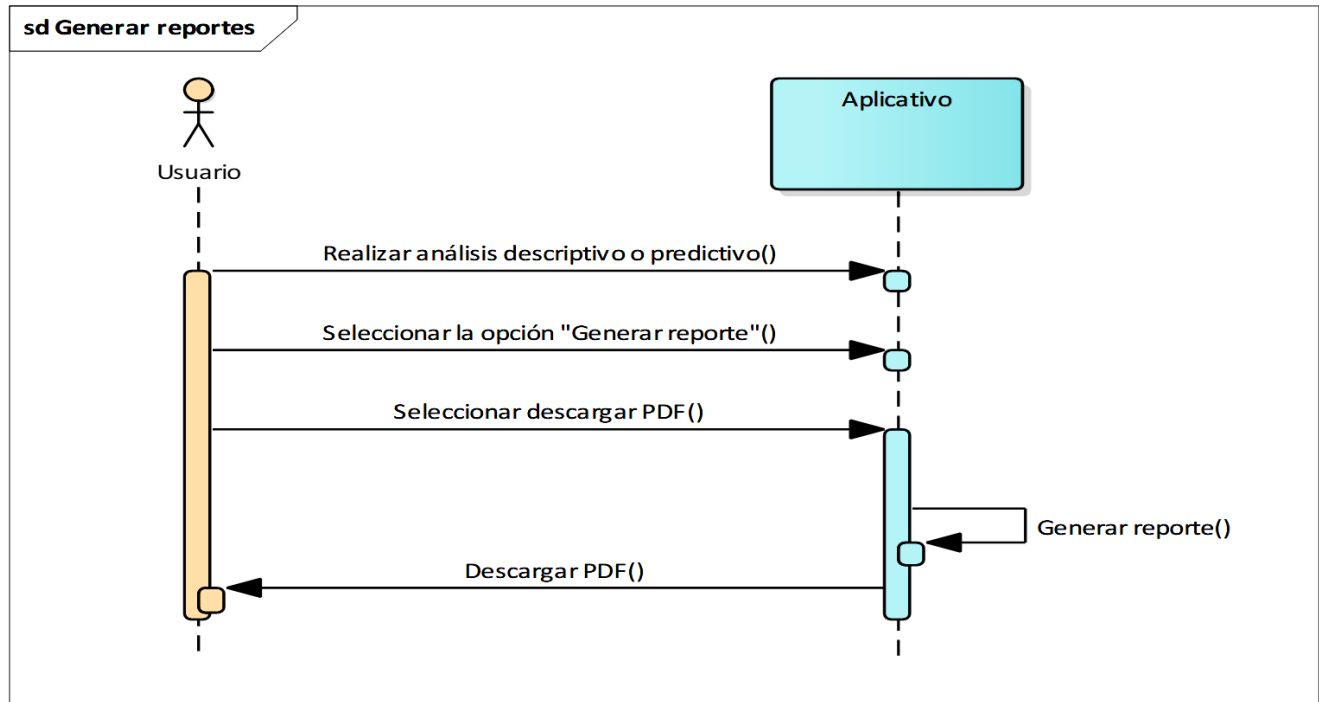 sd Generar reportes
Aplicativo
Usuario
Realizar análisis descriptivo o predictivo()
Seleccionar la opción "Generar reporte"()
Seleccionar descargar PDF()
Generar reporte()
Descargar PDF()